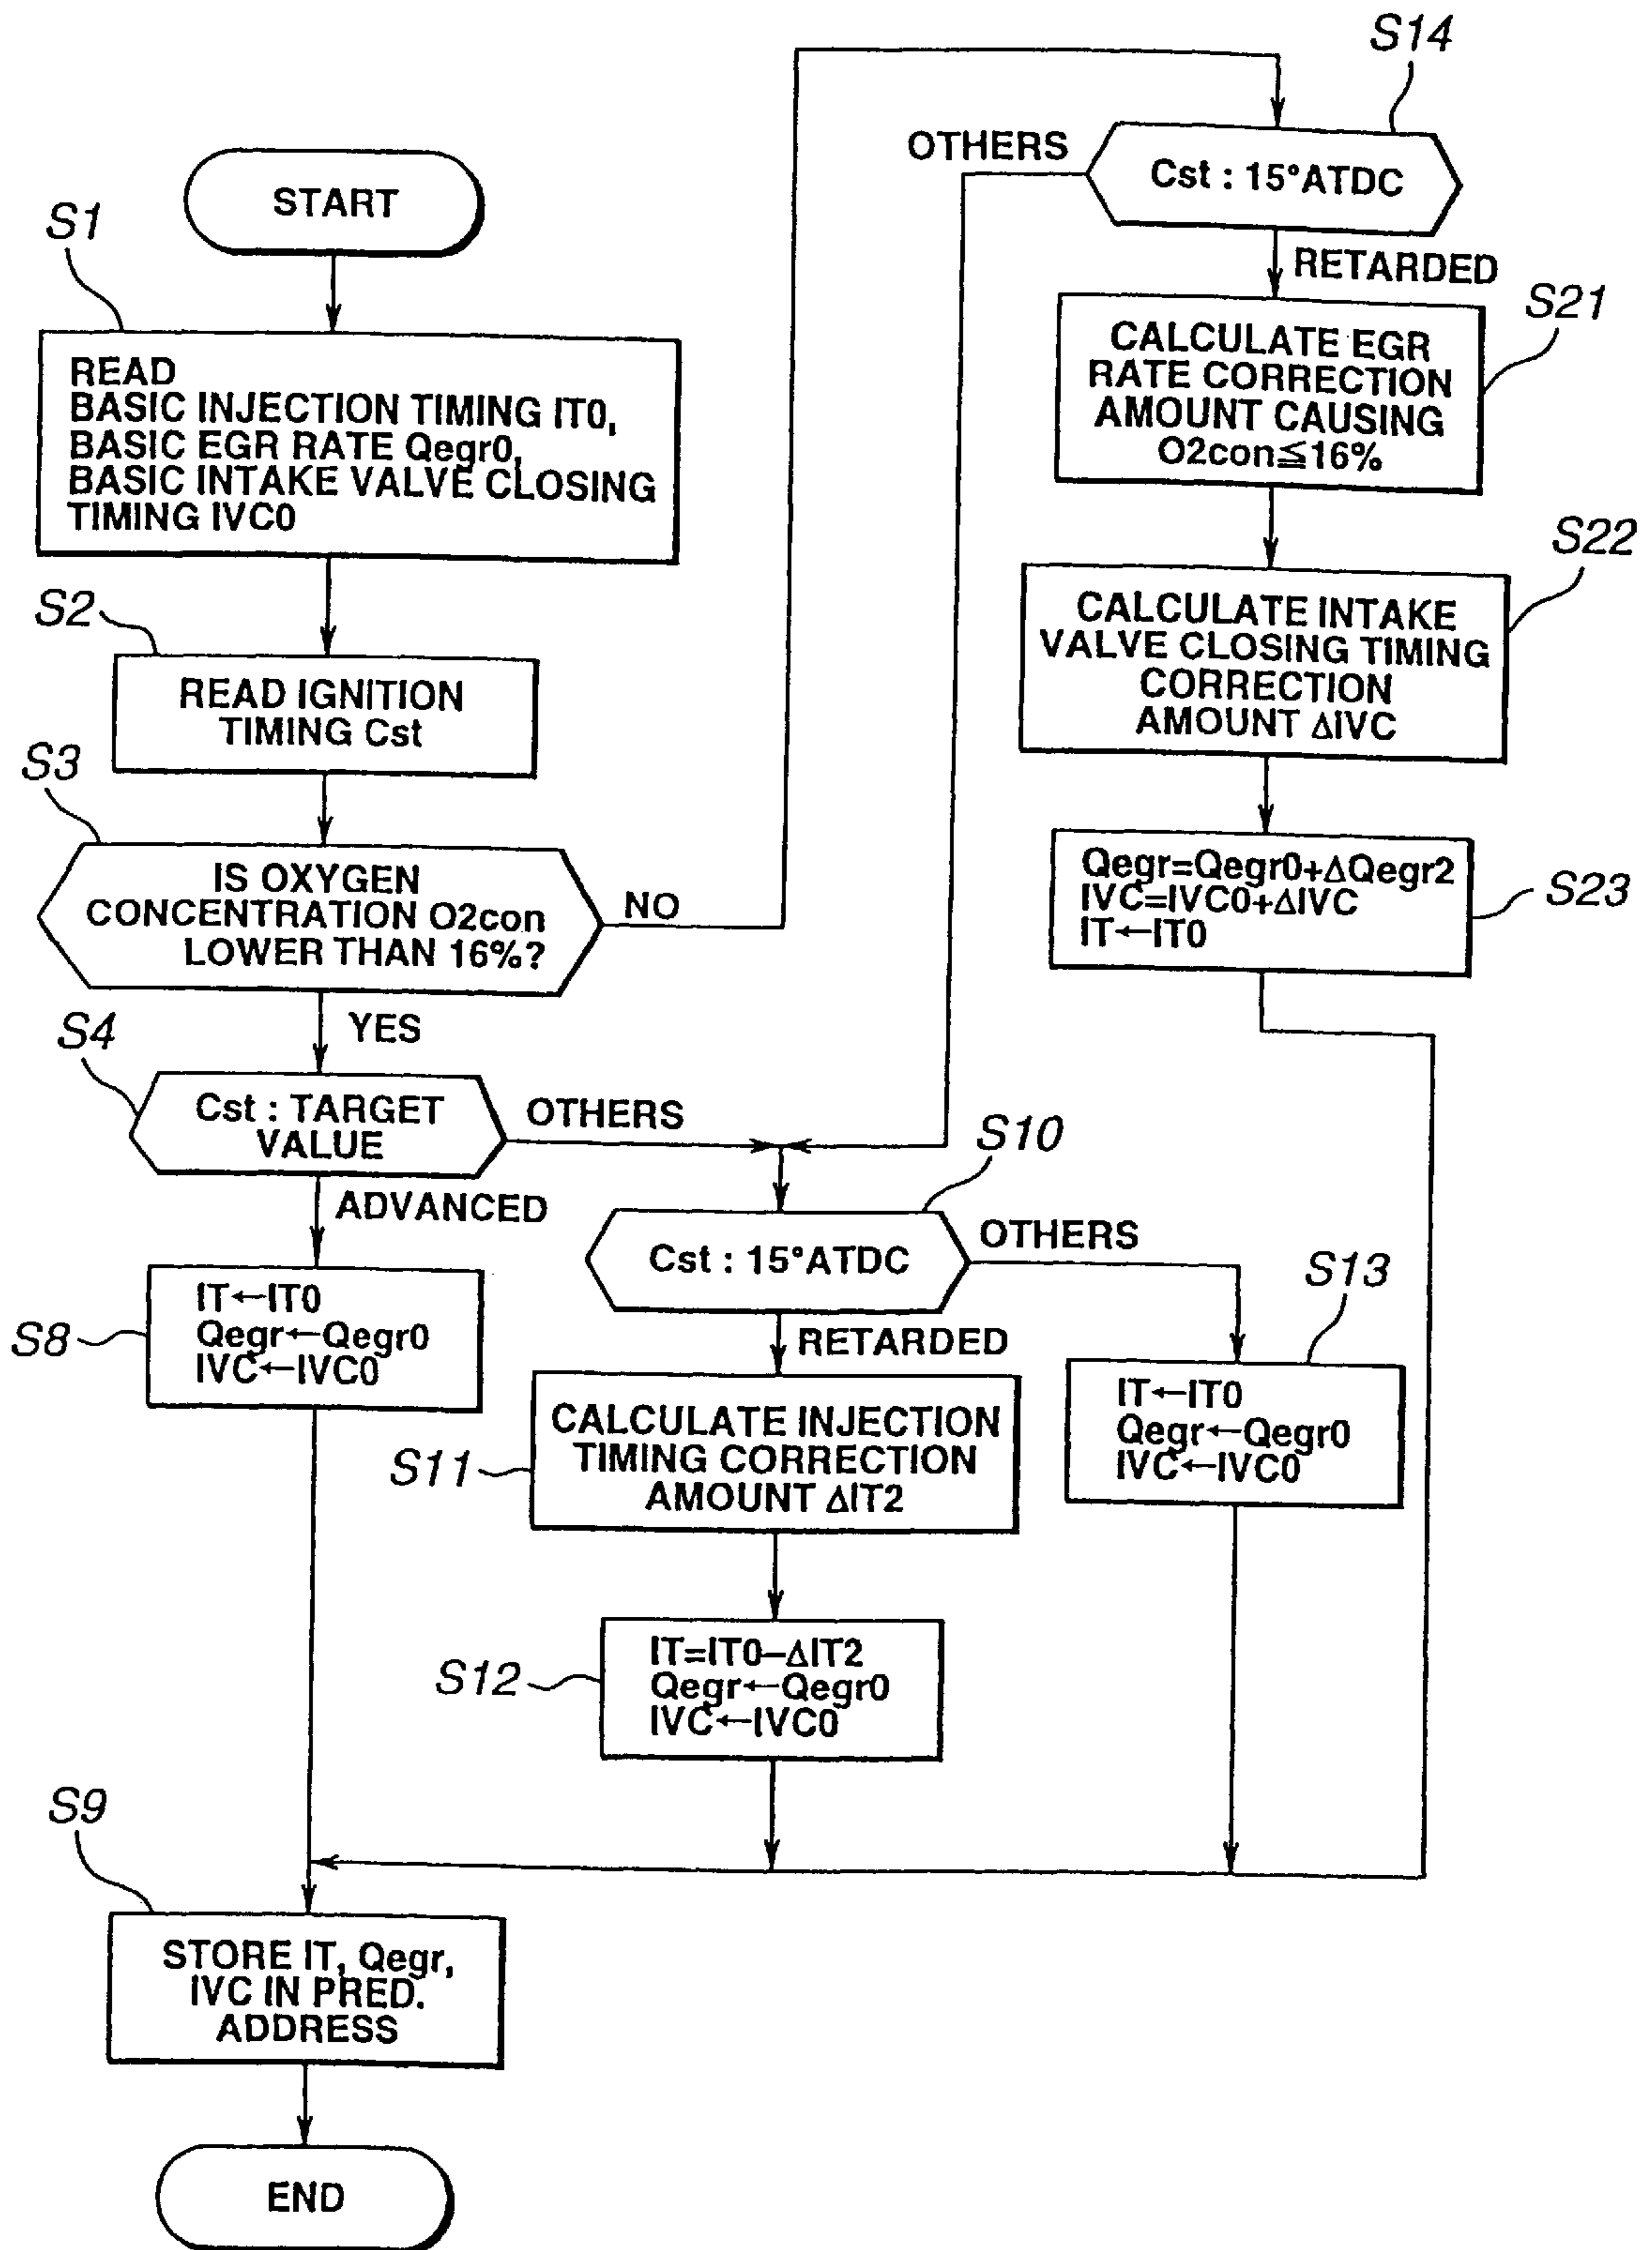 START
S1
READ
BASIC INJECTION TIMING IT0,
BASIC EGR RATE Qegr0,
BASIC INTAKE VALVE CLOSING
TIMING IVC0
S2
READ IGNITION
TIMING Cst
S3
IS OXYGEN
CONCENTRATION O2con
LOWER THAN 16%?
NO
YES
S4
Cst : TARGET
VALUE
OTHERS
ADVANCED
S8
IT←IT0
Qegr←Qegr0
IVC←IVC0
S14
Cst : 15°ATDC
OTHERS
RETARDED
S21
CALCULATE EGR
RATE CORRECTION
AMOUNT CAUSING
O2con≦16%
S22
CALCULATE INTAKE
VALVE CLOSING TIMING
CORRECTION
AMOUNT ΔIVC
S23
Qegr=Qegr0+ΔQegr2
IVC=IVC0+ΔIVC
IT←IT0
S10
Cst : 15°ATDC
OTHERS
RETARDED
S11
CALCULATE INJECTION
TIMING CORRECTION
AMOUNT ΔIT2
S12
IT=IT0–ΔIT2
Qegr←Qegr0
IVC←IVC0
S13
IT←IT0
Qegr←Qegr0
IVC←IVC0
S9
STORE IT, Qegr,
IVC IN PRED.
ADDRESS
END